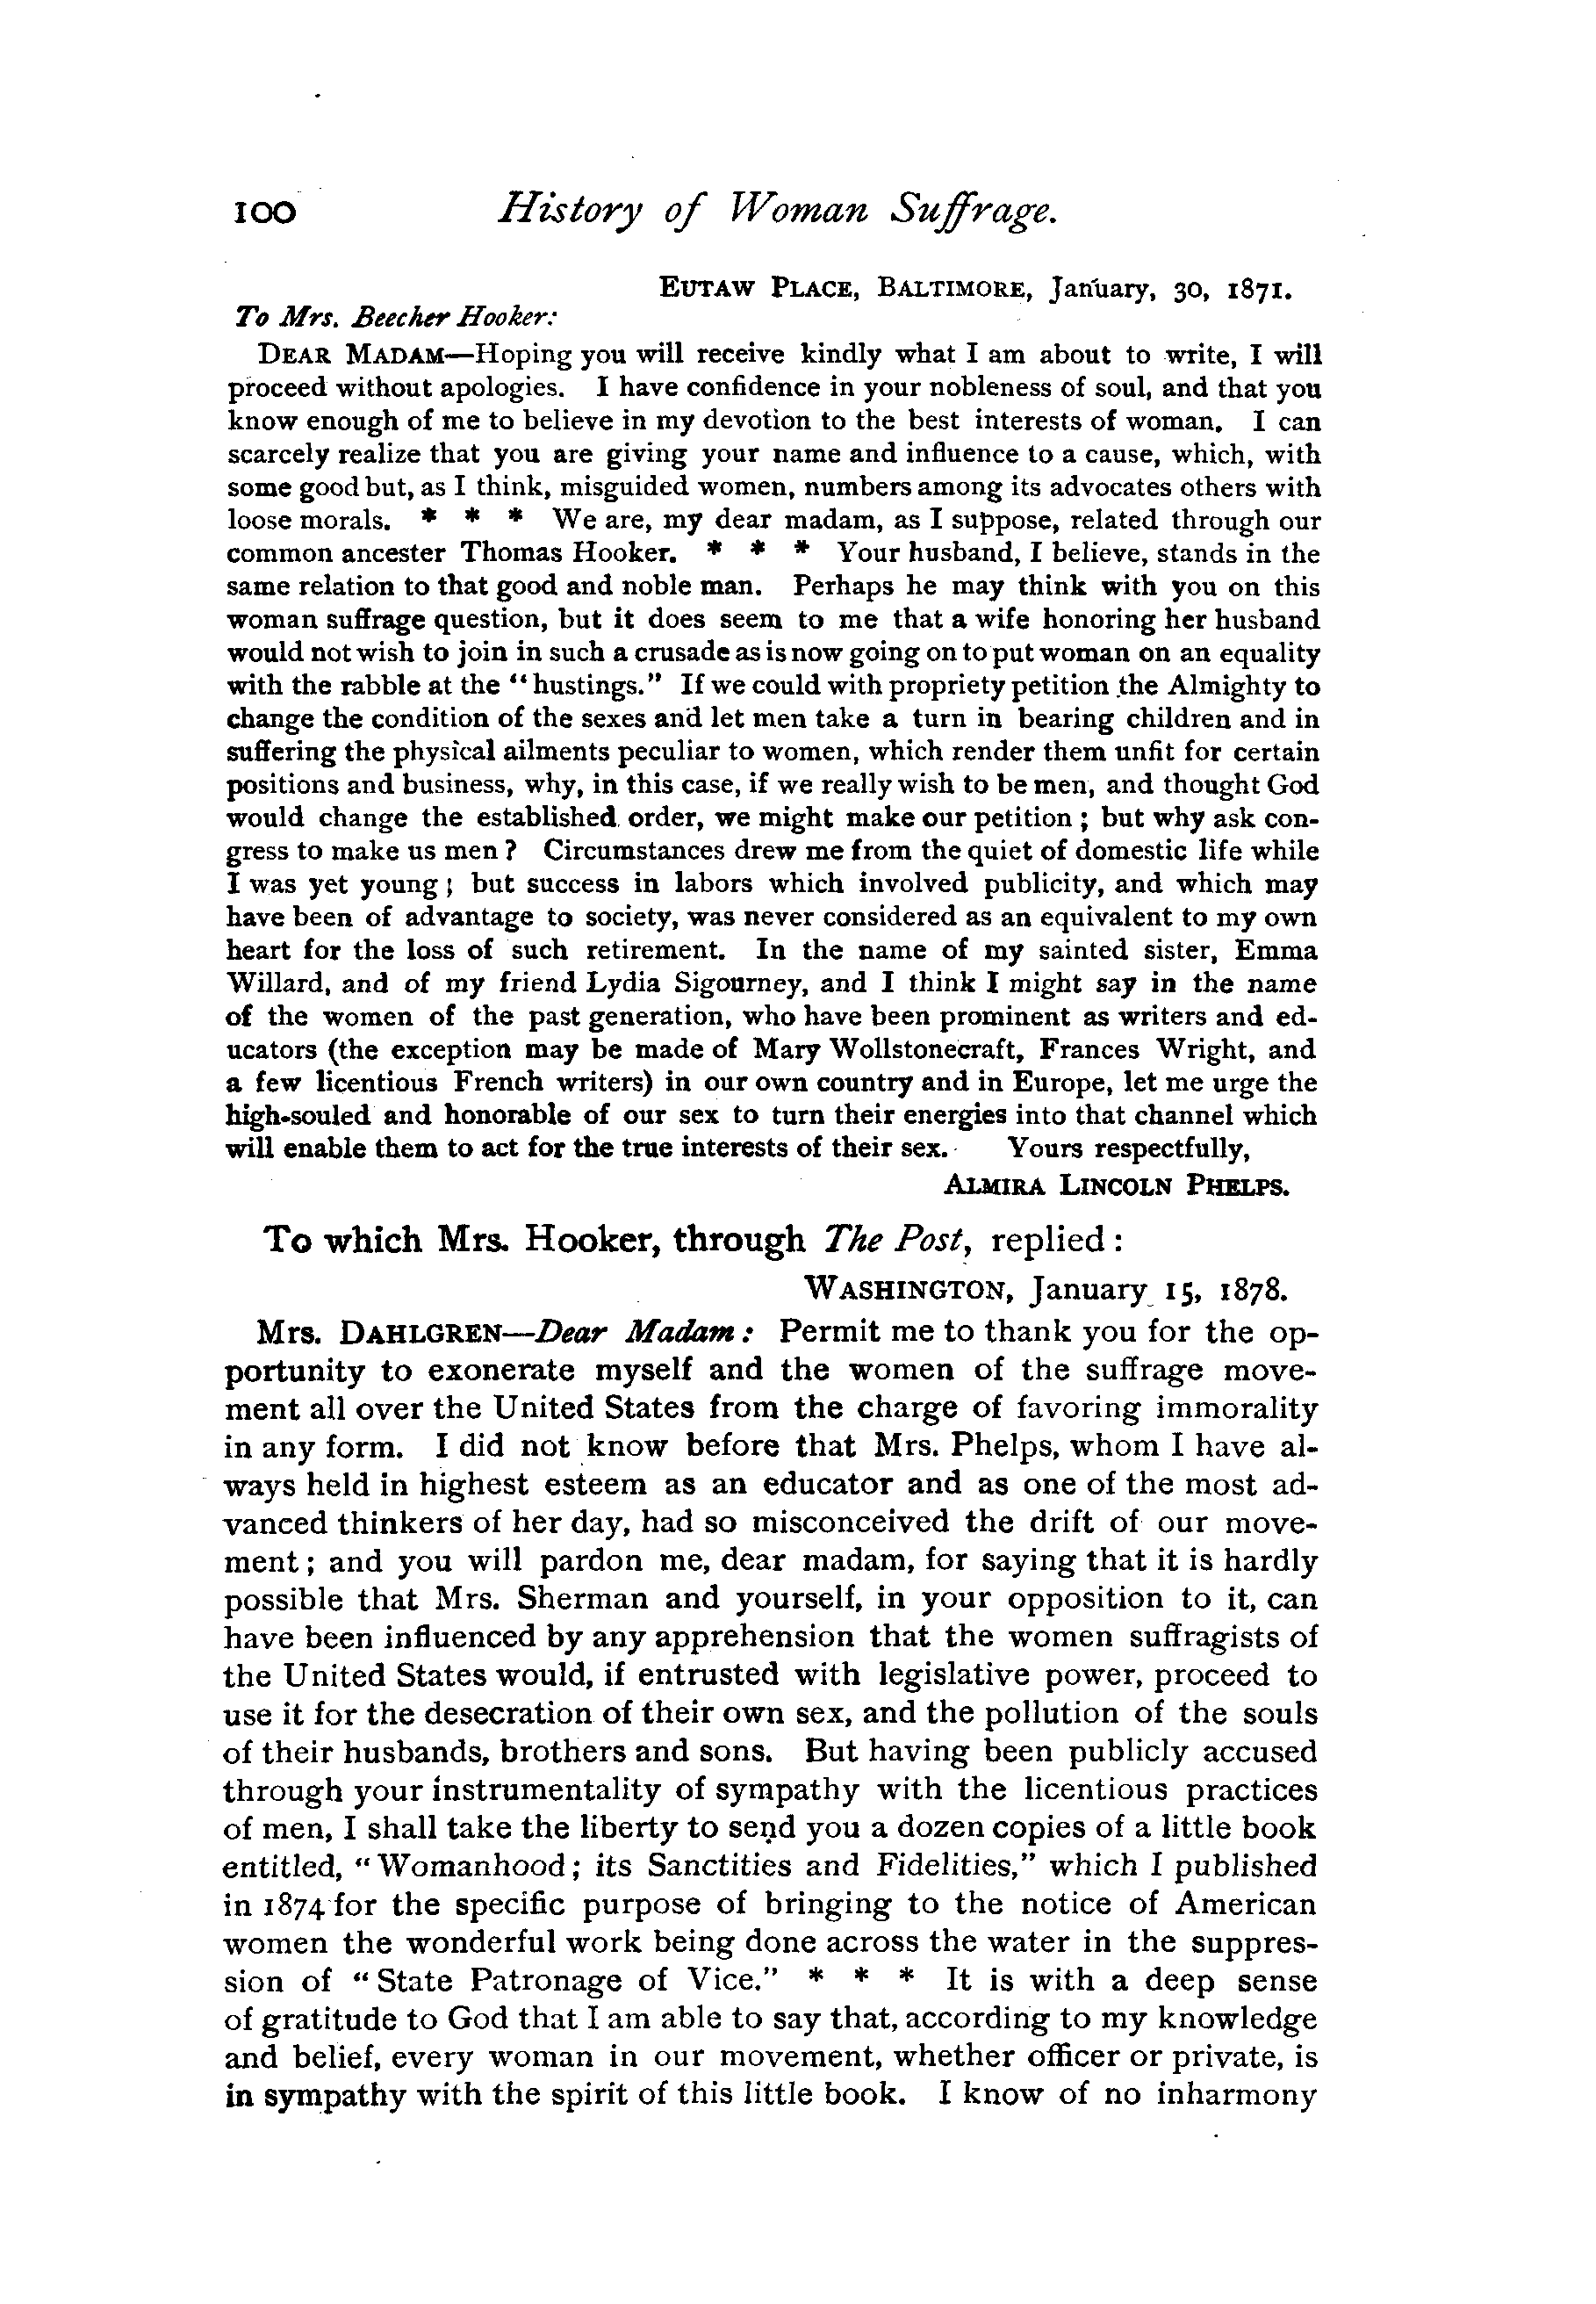 100 History of Woman Suffrage.
EUTAW PLACE, BALTIMORE, January, 30, 1871.
To Mrs. Beecher Hooker:
DEAR MADAM—Hoping you will receive kindly what I am about to write, I will
proceed without apologies. I have confidence in your nobleness of soul, and that you
know enough of me to believe in my devotion to the best interests of woman. I can
scarcely realize that you are giving your name and influence to a cause, which, with
some good but, as I think, misguided women, numbers among its advocates others with
loose morals. * * * We are, my dear madam, as I suppose, related through our
common ancester Thomas Hooker. * * * Your husband, I believe, stands in the
same relation to that good and noble man. Perhaps he may think with you on this
woman suffrage question, but it does seem to me that a wife honoring her husband
would not wish to join in such a crusade as is now going on to put woman on an equality
with the rabble at the "hustings." If we could with propriety petition the Almighty to
change the condition of the sexes and let men take a turn in bearing children and in
suffering the physical ailments peculiar to women, which render them unfit for certain
positions and business, why, in this case, if we really wish to be men, and thought God
would change the established order, we might make our petition; but why ask con-
gress to make us men? Circumstances drew me from the quiet of domestic life while
I was yet young; but success in labors which involved publicity, and which may
have been of advantage to society, was never considered as an equivalent to my own
heart for the loss of such retirement. In the name of my sainted sister, Emma
Willard, and of my friend Lydia Sigourney, and I think I might say in the name
of the women of the past generation, who have been prominent as writers and ed-
ucators (the exception may be made of Mary Wollstonecraft, Frances Wright, and
a few licentious French writers) in our own country and in Europe, let me urge the
high-souled and honorable of our sex to turn their energies into that channel which
will enable them to act for the true interests of their sex. Yours respectfully,
ALMIRA LINCOLN PHELPS.
To which Mrs. Hooker, through The Post, replied:
WASHINGTON, January 15, 1878.
Mrs. DAHLGREN—Dear Madam: Permit me to thank you for the op-
portunity to exonerate myself and the women of the suffrage move-
ment all over the United States from the charge of favoring immorality
in any form. I did not know before that Mrs. Phelps, whom I have al-
ways held in highest esteem as an educator and as one of the most ad-
vanced thinkers of her day, had so misconceived the drift of our move-
ment; and you will pardon me, dear madam, for saying that it is hardly
possible that Mrs. Sherman and yourself, in your opposition to it, can
have been influenced by any apprehension that the women suffragists of
the United States would, if entrusted with legislative power, proceed to
use it for the desecration of their own sex, and the pollution of the souls
of their husbands, brothers and sons. But having been publicly accused
through your instrumentality of sympathy with the licentious practices
of men, I shall take the liberty to send you a dozen copies of a little book
entitled, "Womanhood; its Sanctities and Fidelities," which I published
in 1874 for the specific purpose of bringing to the notice of American
women the wonderful work being done across the water in the suppres-
sion of "State Patronage of Vice." * * * It is with a deep sense
of gratitude to God that I am able to say that, according to my knowledge
and belief, every woman in our movement, whether officer or private, is
in sympathy with the spirit of this little book. I know of no inharmony